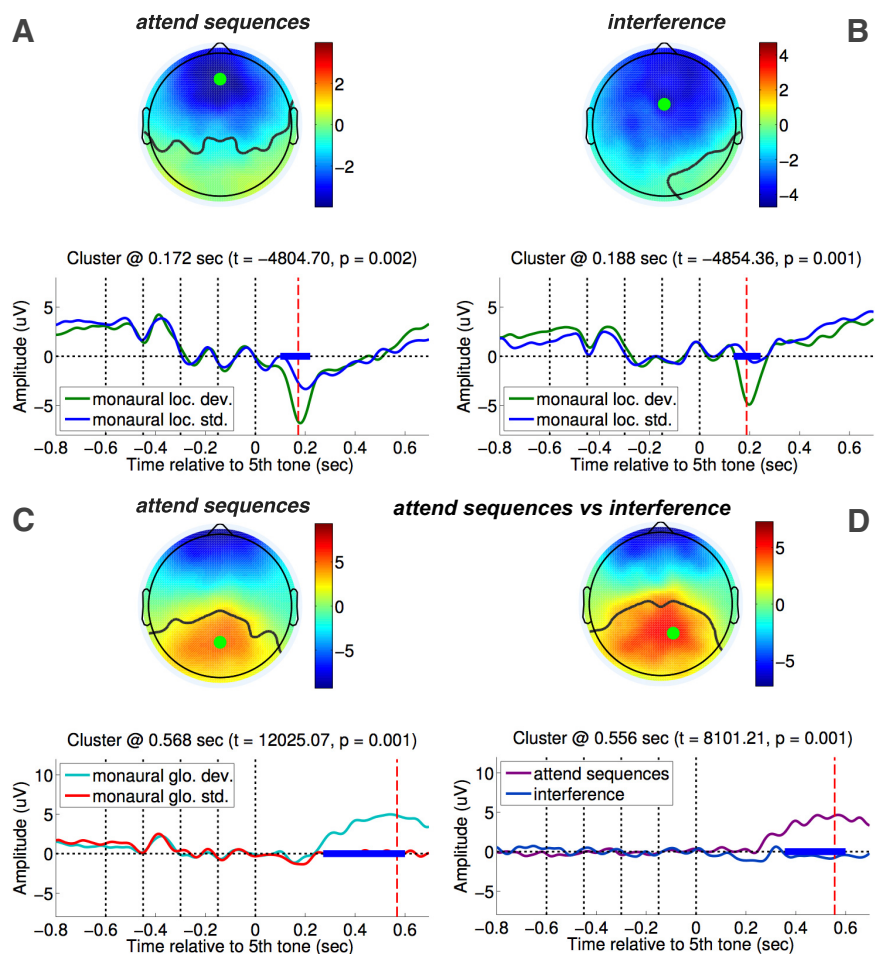 A
attend sequences
2
0
−2
Cluster @ 0.172 sec (t = −4804.70, p = 0.002)
Amplitude (uV)
5
0
−5
monaural loc. dev.
monaural loc. std.
−0.8 −0.6 −0.4 −0.2 0 0.2 0.4 0.6
Time relative to 5th tone (sec)
interference
B
4
2
0
−2
−4
Cluster @ 0.188 sec (t = −4854.36, p = 0.001)
Amplitude (uV)
5
0
−5
monaural loc. dev.
monaural loc. std.
−0.8 −0.6 −0.4 −0.2 0 0.2 0.4 0.6
Time relative to 5th tone (sec)
C
attend sequences
5
0
−5
Cluster @ 0.568 sec (t = 12025.07, p = 0.001)
Amplitude (uV)
10
5
0
−5
monaural glo. dev.
monaural glo. std.
−0.8 −0.6 −0.4 −0.2 0 0.2 0.4 0.6
Time relative to 5th tone (sec)
attend sequences vs interference
D
5
0
−5
Cluster @ 0.556 sec (t = 8101.21, p = 0.001)
Amplitude (uV)
10
5
0
−5
attend sequences
interference
−0.8 −0.6 −0.4 −0.2 0 0.2 0.4 0.6
Time relative to 5th tone (sec)